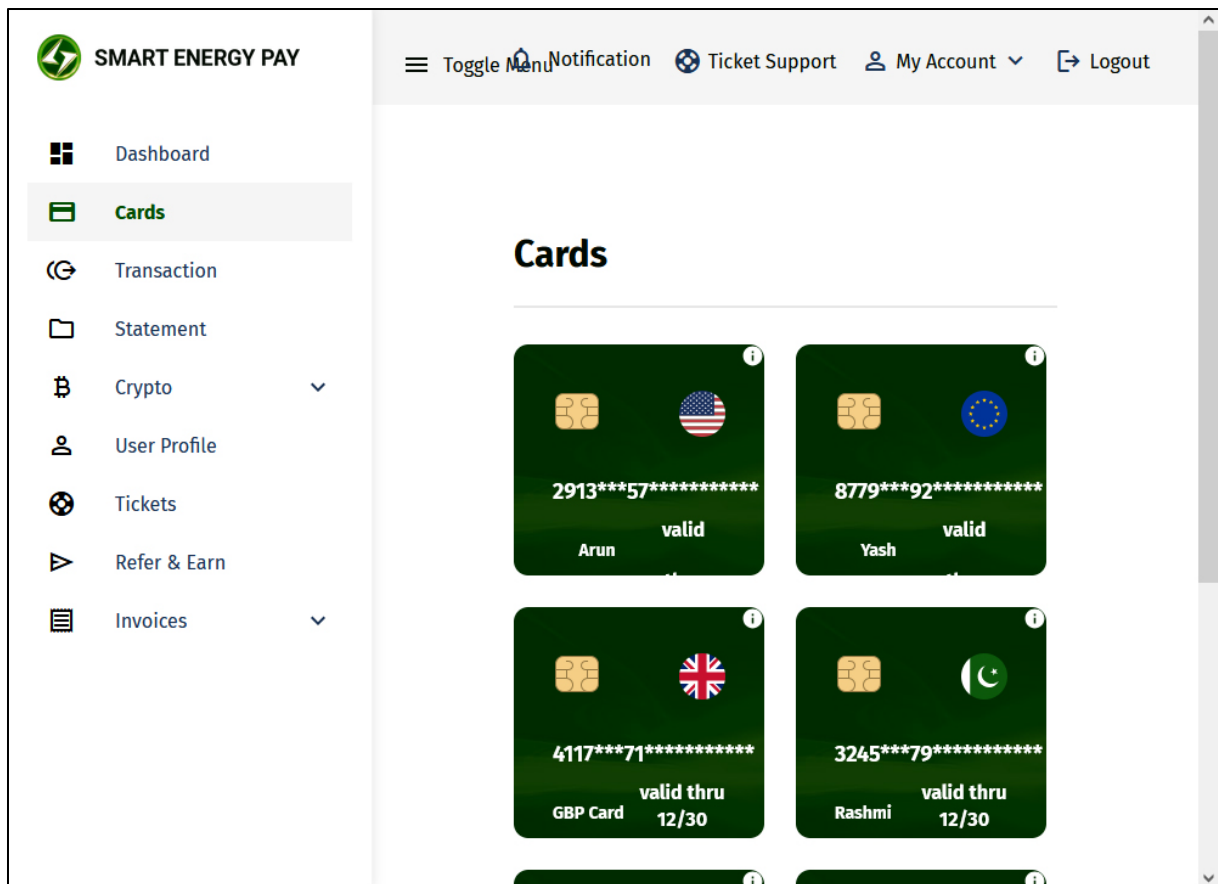 SMART ENERGY PAY
Toggle Menu
Notification
Ticket Support
My Account
Logout
Dashboard
Cards
Transaction
Statement
Crypto
User Profile
Tickets
Refer & Earn
Invoices
Cards
2913***57***********
valid
Arun
8779***92***********
valid
Yash
4117***71***********
valid thru
GBP Card 12/30
3245***79***********
valid thru
Rashmi 12/30